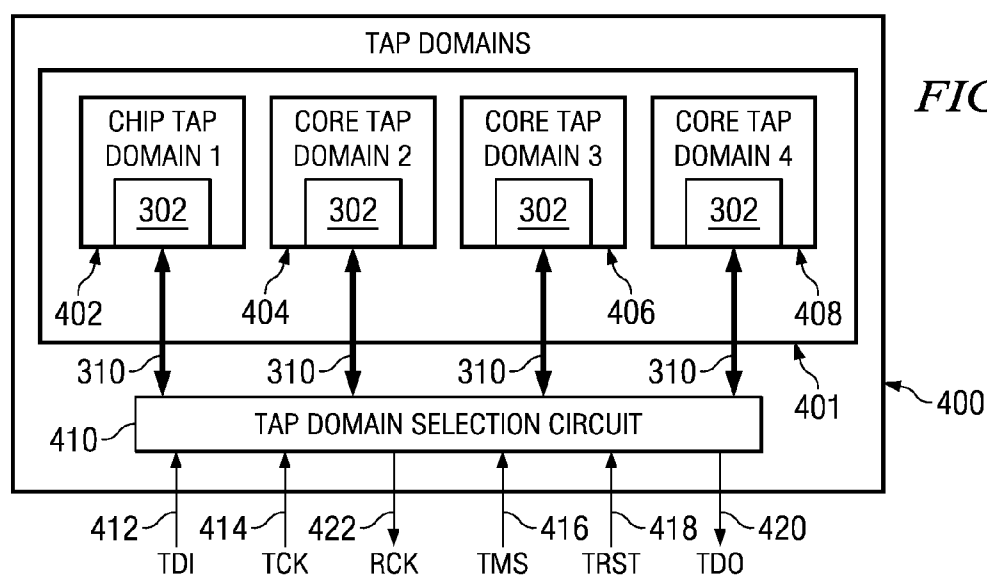 TAP DOMAINS
FIG
CHIP TAP
DOMAIN 1
302
CORE TAP
DOMAIN 2
302
CORE TAP
DOMAIN 3
302
CORE TAP
DOMAIN 4
302
402
404
406
408
310
310
310
310
401
400
410
TAP DOMAIN SELECTION CIRCUIT
412
414
422
416
418
420
TDI
TCK
RCK
TMS
TRST
TDO